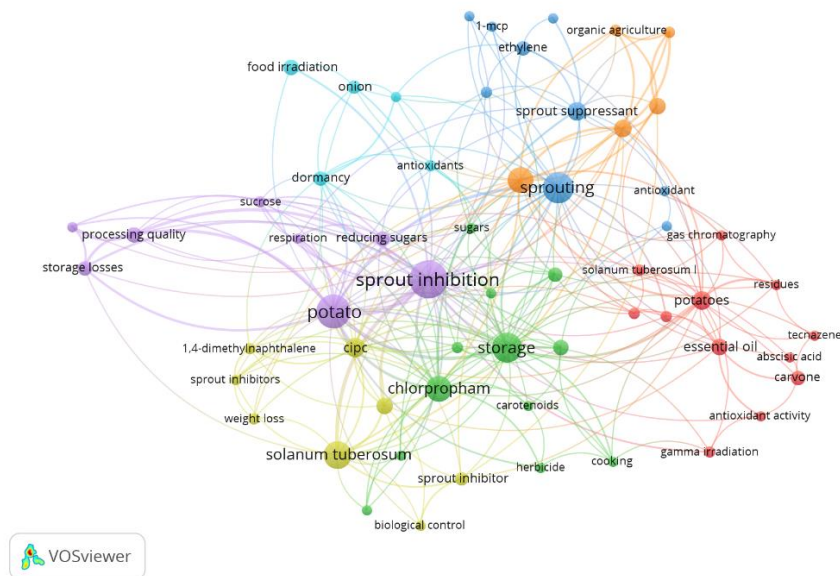 1-mcp
organic agriculture
ethylene
food irradiation
onion
sprout suppressant
antioxidants
dormancy
sprouting
antioxidant
sucrose
sugars
gas chromatography
processing quality
respiration
reducing sugars
storage losses
solanum tuberosum l
sprout inhibition
residues
potatoes
potato
tecnazene
1,4-dimethylnaphthalene
cipc
storage
essential oil
abscisic acid
sprout inhibitors
carvone
chlorpropham
carotenoids
weight loss
antioxidant activity
solanum tuberosum
gamma irradiation
herbicide
cooking
sprout inhibitor
biological control
VOSviewer